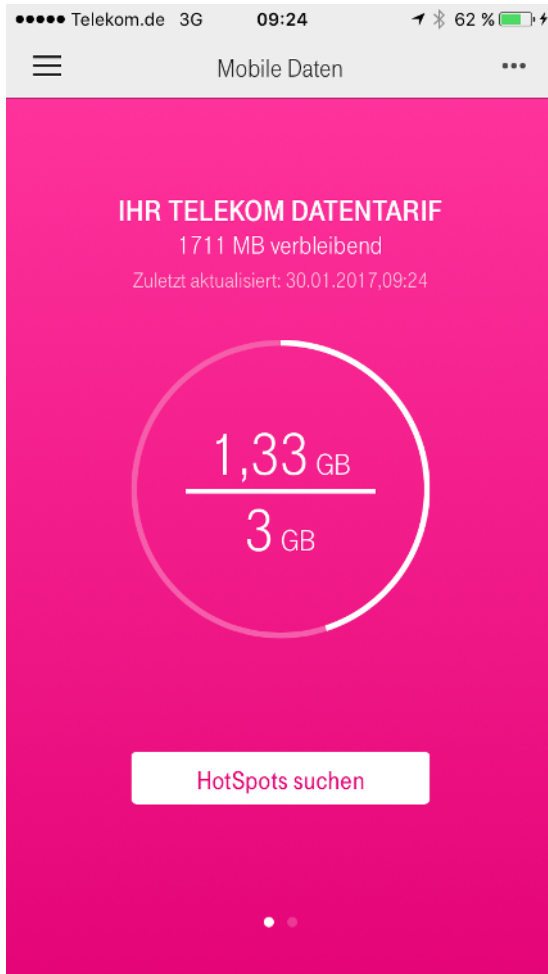 Telekom.de 3G 09:24 62 %
Mobile Daten
IHR TELEKOM DATENTARIF
1711 MB verbleibend
Zuletzt aktualisiert: 30.01.2017,09:24
1,33 GB
3 GB
HotSpots suchen